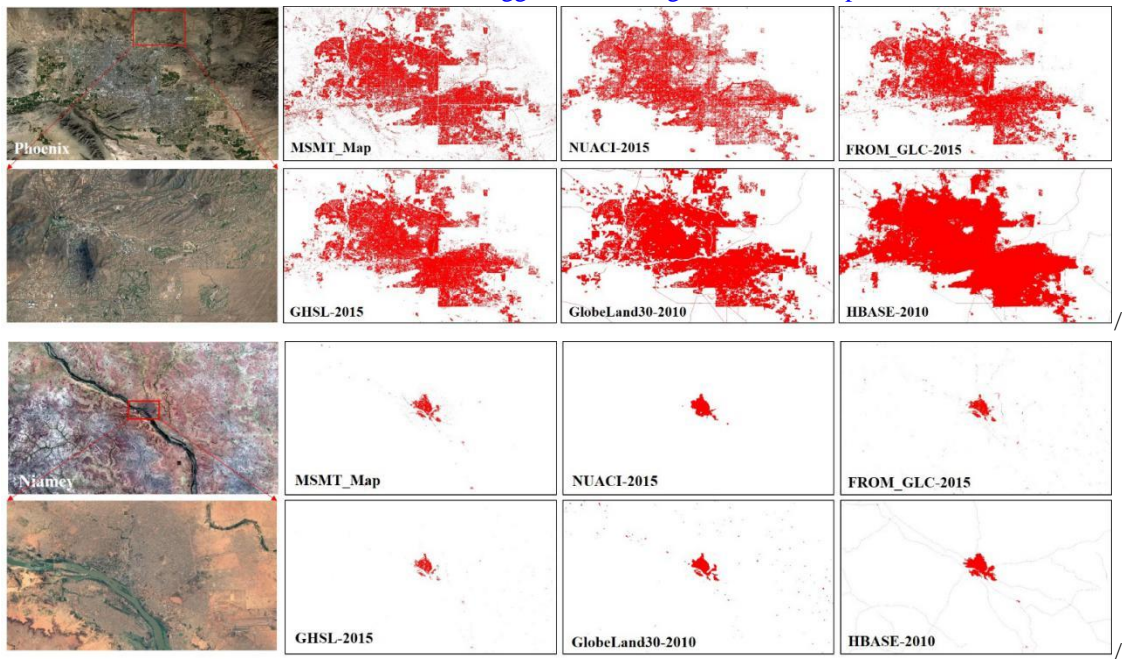 Phoenix
MSMT_Map
NUACI-2015
FROM_GLC-2015
GHSL-2015
GlobeLand30-2010
HBASE-2010
/
Niamey
MSMT_Map
NUACI-2015
FROM_GLC-2015
GHSL-2015
GlobeLand30-2010
HBASE-2010
/